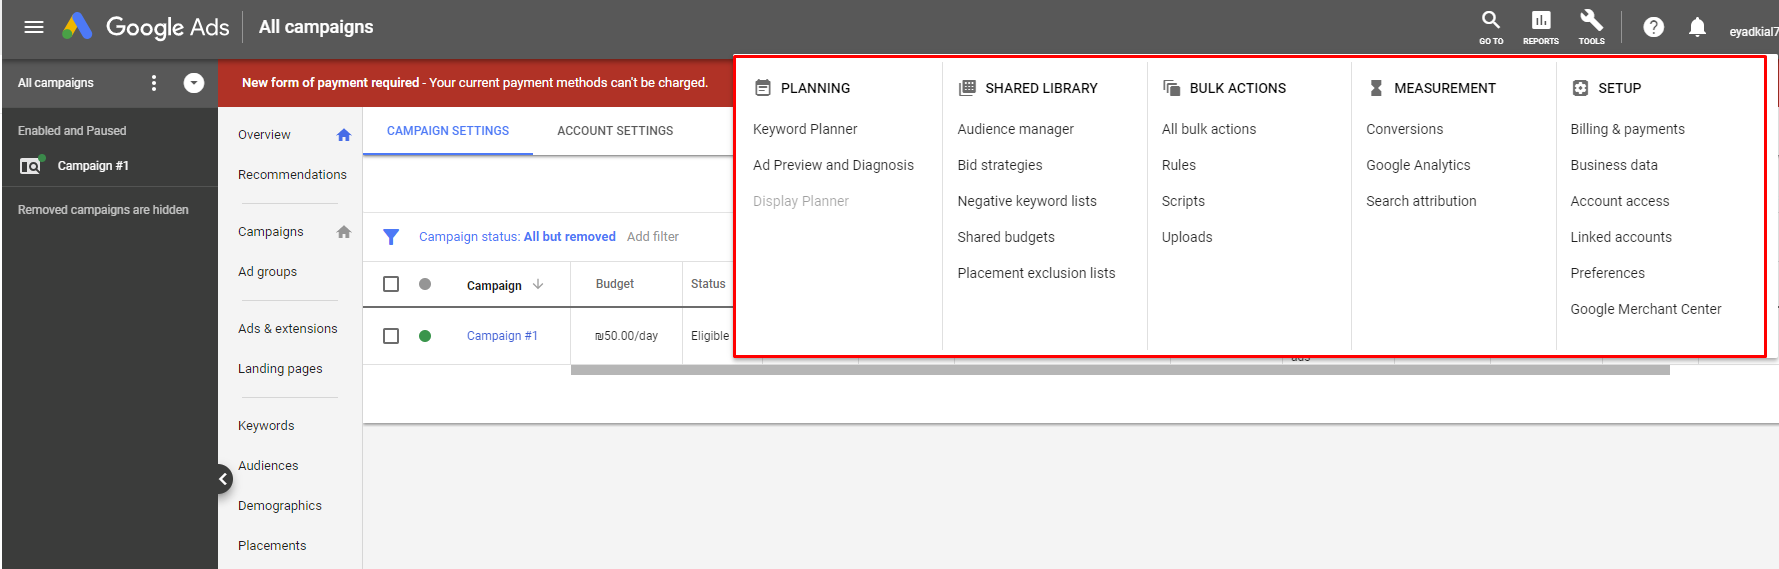 Google Ads
All campaigns
GO TO
REPORTS
TOOLS
eyadkial7
All campaigns
Enabled and Paused
Campaign #1
Removed campaigns are hidden
New form of payment required - Your current payment methods can't be charged.
Overview
Recommendations
Campaigns
Ad groups
Ads & extensions
Landing pages
Keywords
Audiences
Demographics
Placements
CAMPAIGN SETTINGS
ACCOUNT SETTINGS
Campaign status: All but removed Add filter
Campaign Budget Status
Campaign #1 ₪50.00/day Eligible
PLANNING
Keyword Planner
Ad Preview and Diagnosis
Display Planner
SHARED LIBRARY
Audience manager
Bid strategies
Negative keyword lists
Shared budgets
Placement exclusion lists
BULK ACTIONS
All bulk actions
Rules
Scripts
Uploads
MEASUREMENT
Conversions
Google Analytics
Search attribution
SETUP
Billing & payments
Business data
Account access
Linked accounts
Preferences
Google Merchant Center